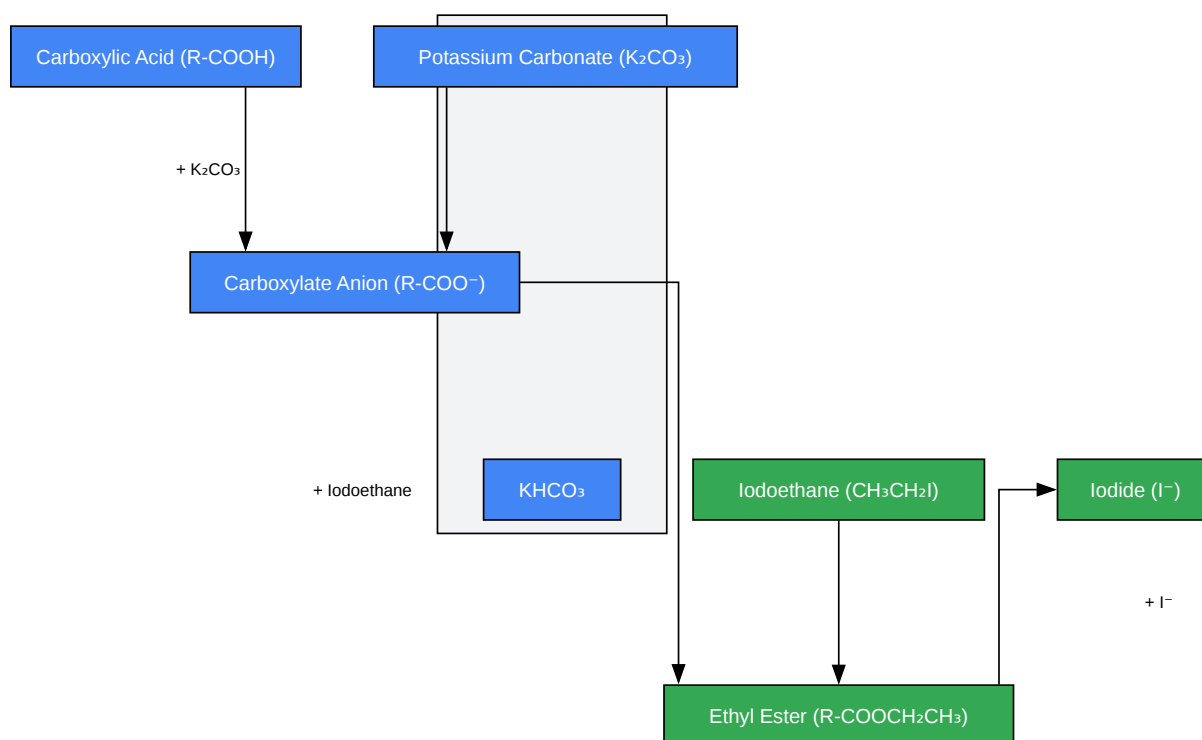 Carboxylic Acid (R-COOH)
Potassium Carbonate (K₂CO₃)
+ K₂CO₃
Carboxylate Anion (R-COO⁻)
+ Iodoethane
KHCO₃
Iodoethane (CH₃CH₂I)
Iodide (I⁻)
+ I⁻
Ethyl Ester (R-COOCH₂CH₃)